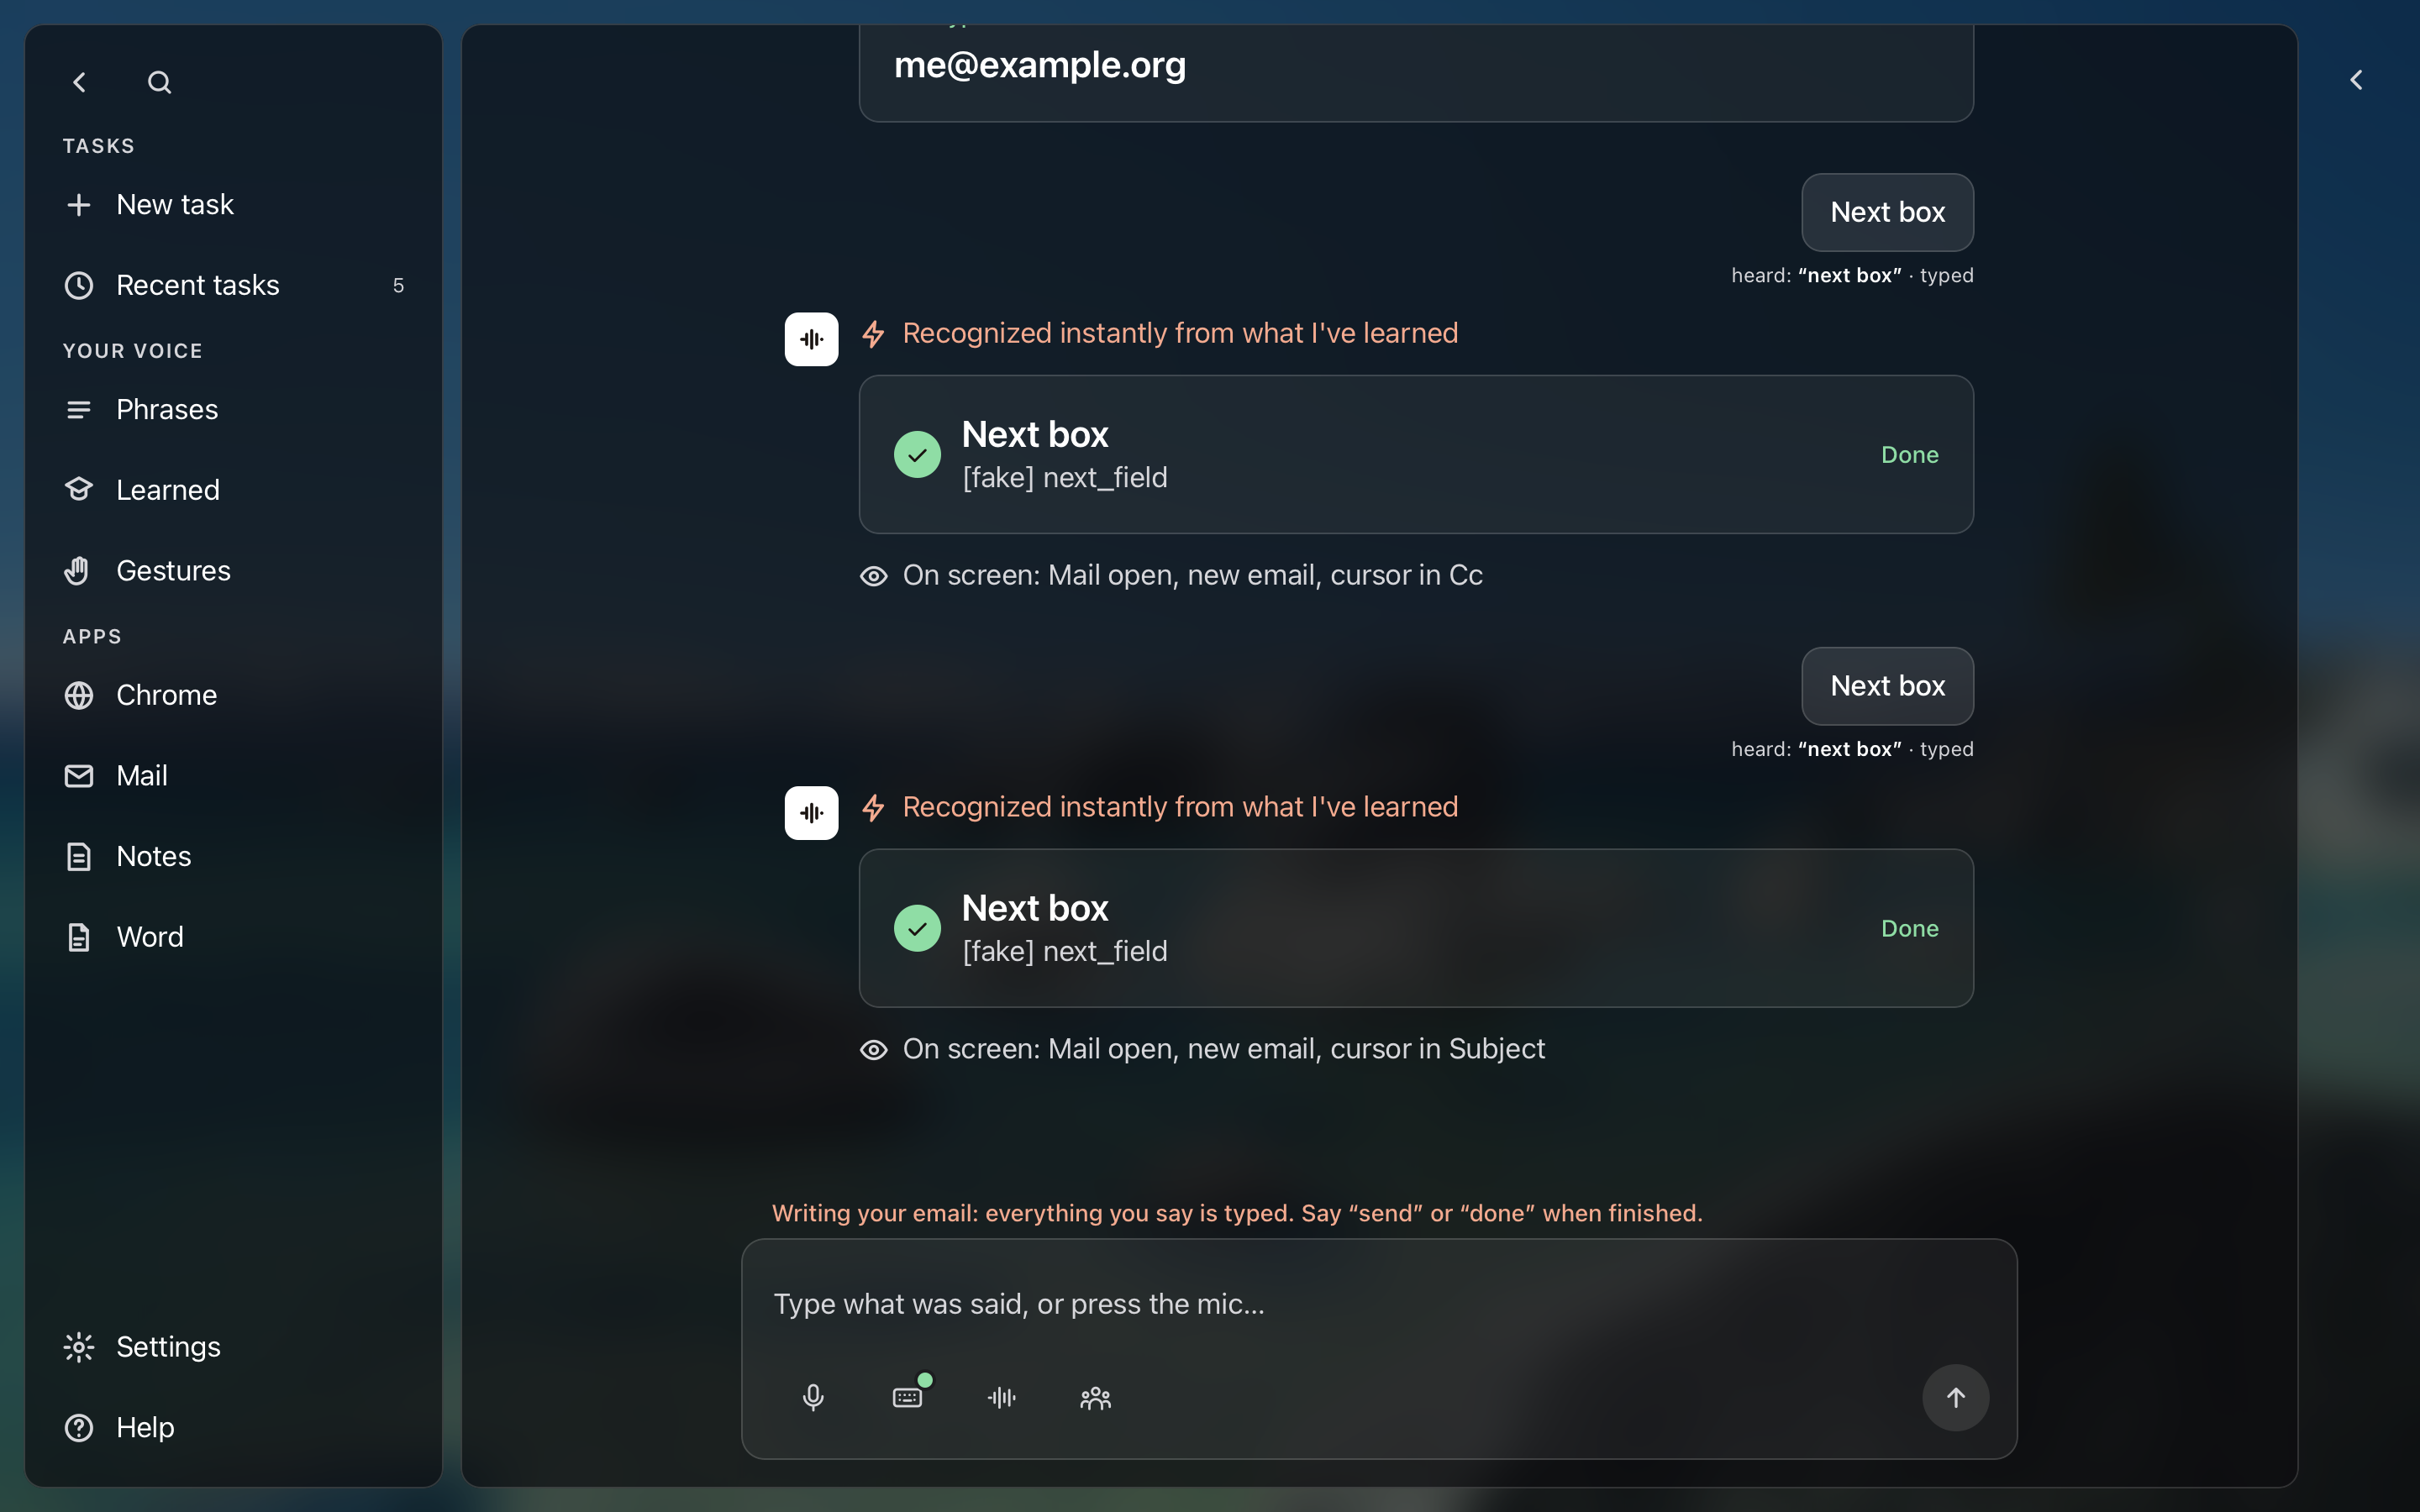 TASKS
New task
Recent tasks 5
YOUR VOICE
Phrases
Learned
Gestures
APPS
Chrome
Mail
Notes
Word
Settings
Help
me@example.org
Next box
heard: “next box” · typed
Recognized instantly from what I've learned
Next box
[fake] next_field
Done
On screen: Mail open, new email, cursor in Cc
Next box
heard: “next box” · typed
Recognized instantly from what I've learned
Next box
[fake] next_field
Done
On screen: Mail open, new email, cursor in Subject
Writing your email: everything you say is typed. Say “send” or “done” when finished.
Type what was said, or press the mic...